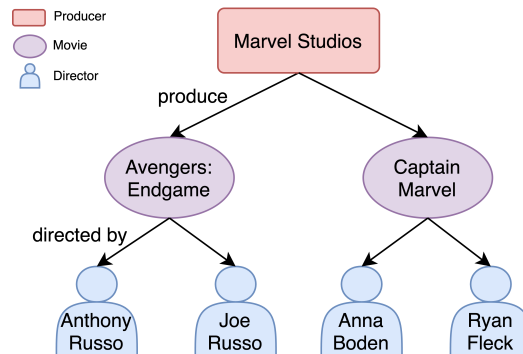 Producer
Movie
Director
Marvel Studios
produce
Avengers:
Endgame
Captain
Marvel
directed by
Anthony
Russo
Joe
Russo
Anna
Boden
Ryan
Fleck